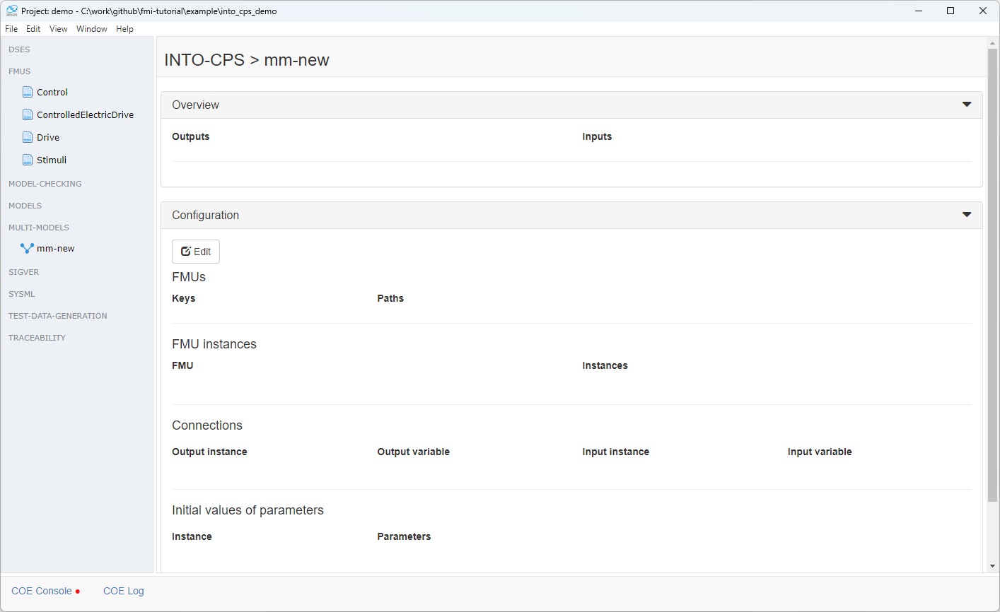 Project: demo - C:\work\github\fmi-tutorial\example\into_cps_demo
File Edit View Window Help
DSES
FMUS
Control
ControlledElectricDrive
Drive
Stimuli
MODEL-CHECKING
MODELS
MULTI-MODELS
mm-new
SIGVER
SYSML
TEST-DATA-GENERATION
TRACEABILITY
INTO-CPS > mm-new
Overview
Outputs Inputs
Configuration
Edit
FMUs
Keys Paths
FMU instances
FMU Instances
Connections
Output instance Output variable Input instance Input variable
Initial values of parameters
Instance Parameters
COE Console COE Log